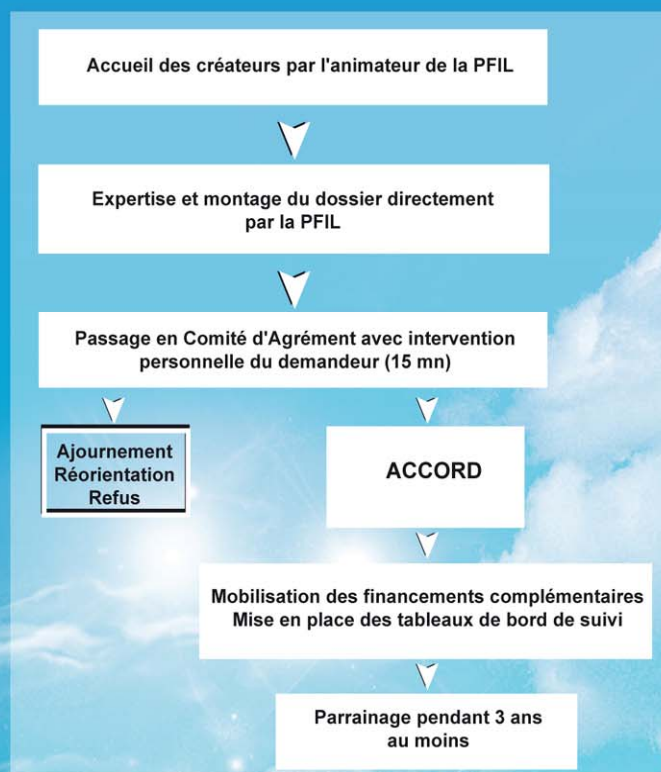 Accueil des créateurs par l'animateur de la PFIL
Expertise et montage du dossier directement
par la PFIL
Passage en Comité d'Agrément avec intervention
personnelle du demandeur (15 mn)
Ajournement
Réorientation
Refus
ACCORD
Mobilisation des financements complémentaires
Mise en place des tableaux de bord de suivi
Parrainage pendant 3 ans
au moins